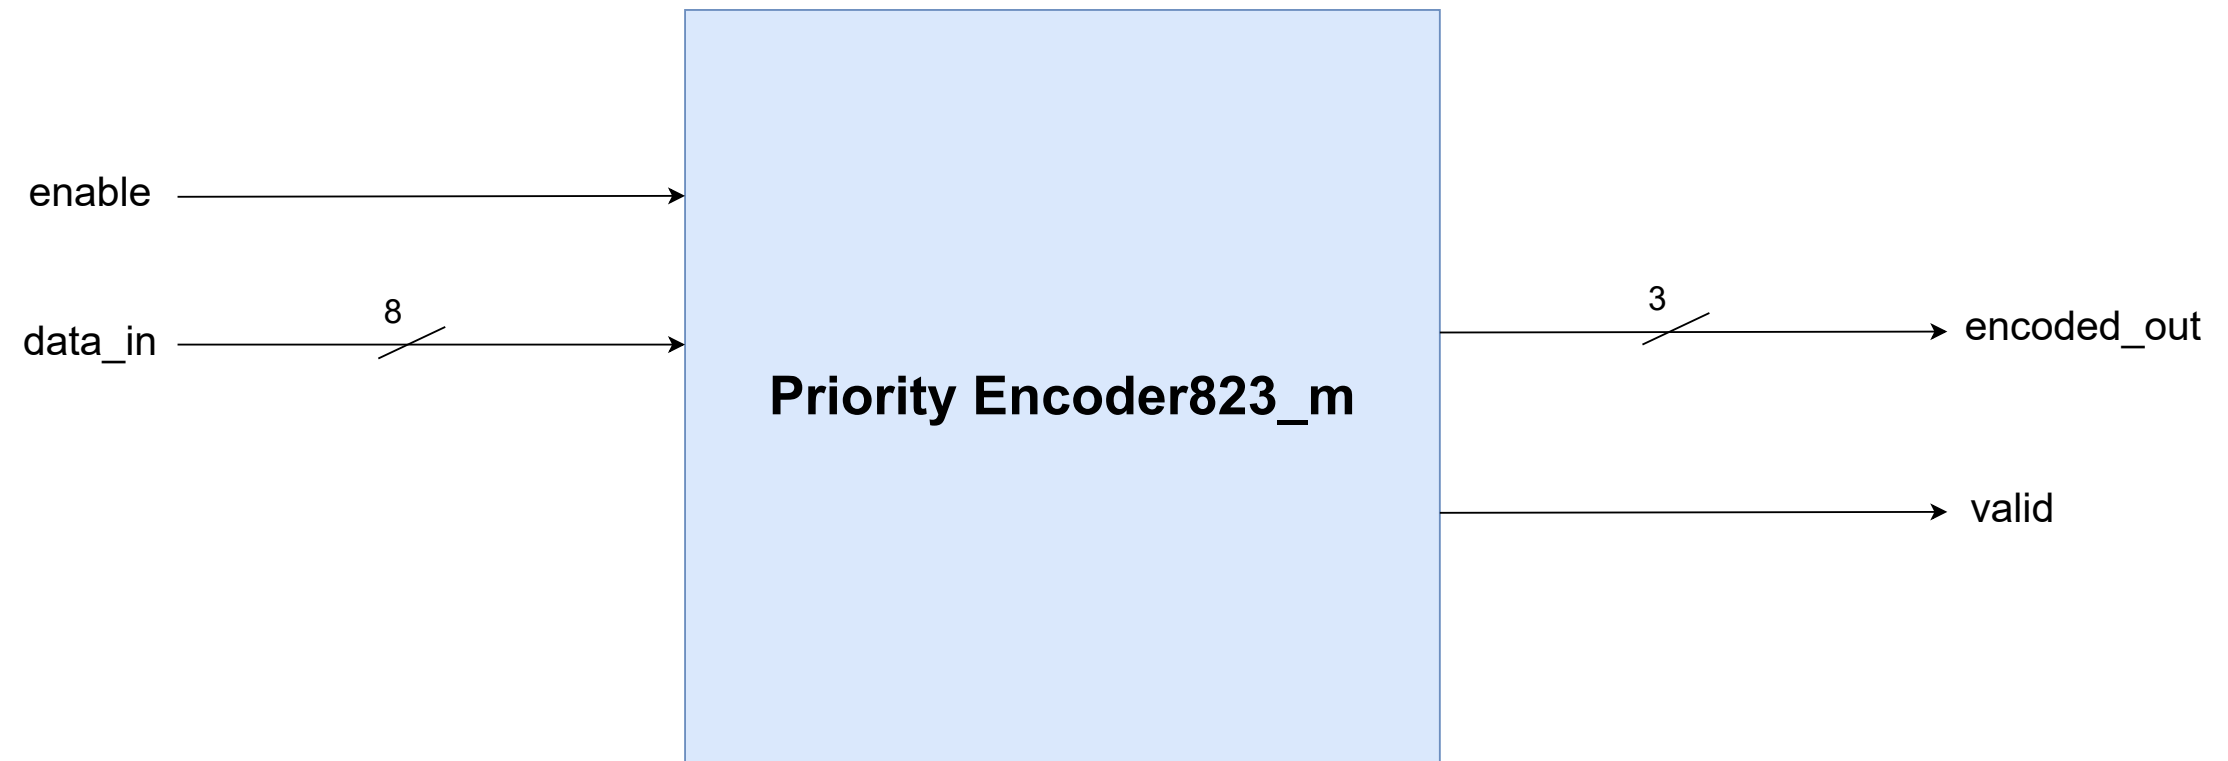 enable
8
data_in
Priority Encoder823_m
3
encoded_out
valid